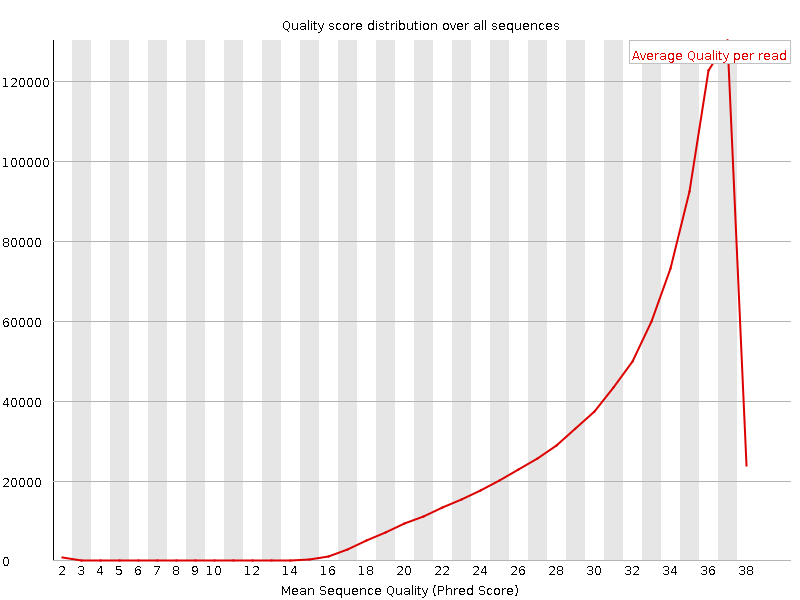 Quality score distribution over all sequences
Average Quality per read
120000
100000
80000
60000
40000
20000
0
2 3 4 5 6 7 8 9 10 12 14 16 18 20 22 24 26 28 30 32 34 36 38
Mean Sequence Quality (Phred Score)